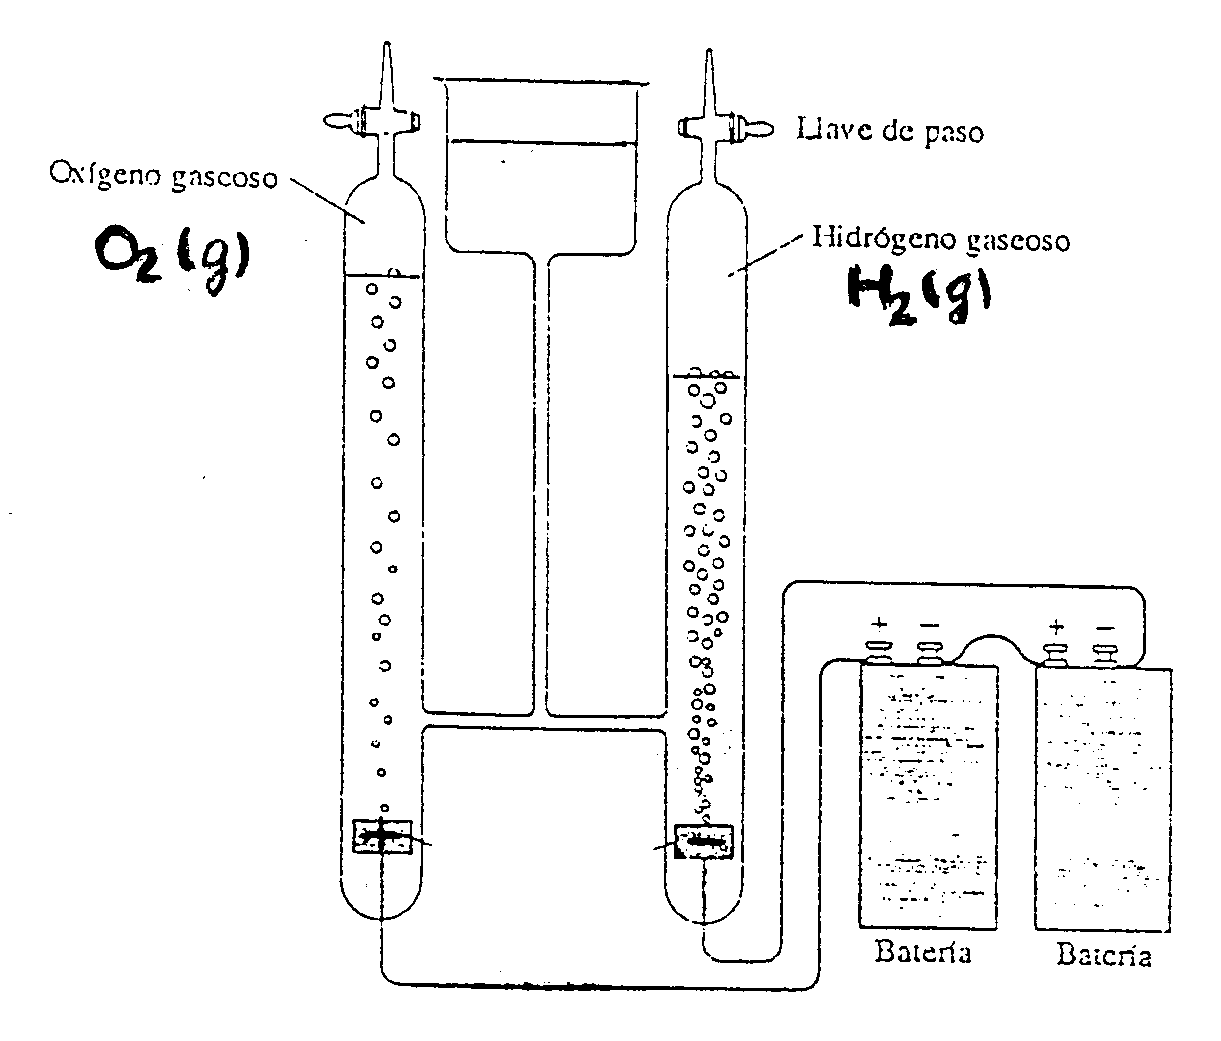 Llave de paso
Oxígeno gaseoso
O₂ (g)
Hidrógeno gaseoso
H₂ (g)
+ −
+ −
Batería
Batería